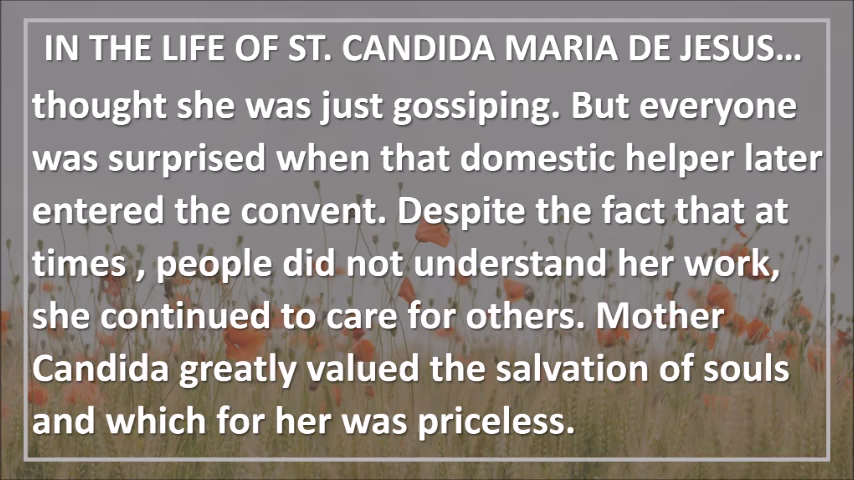 IN THE LIFE OF ST. CANDIDA MARIA DE JESUS…
thought she was just gossiping. But everyone
was surprised when that domestic helper later
entered the convent. Despite the fact that at
times , people did not understand her work,
she continued to care for others. Mother
Candida greatly valued the salvation of souls
and which for her was priceless.